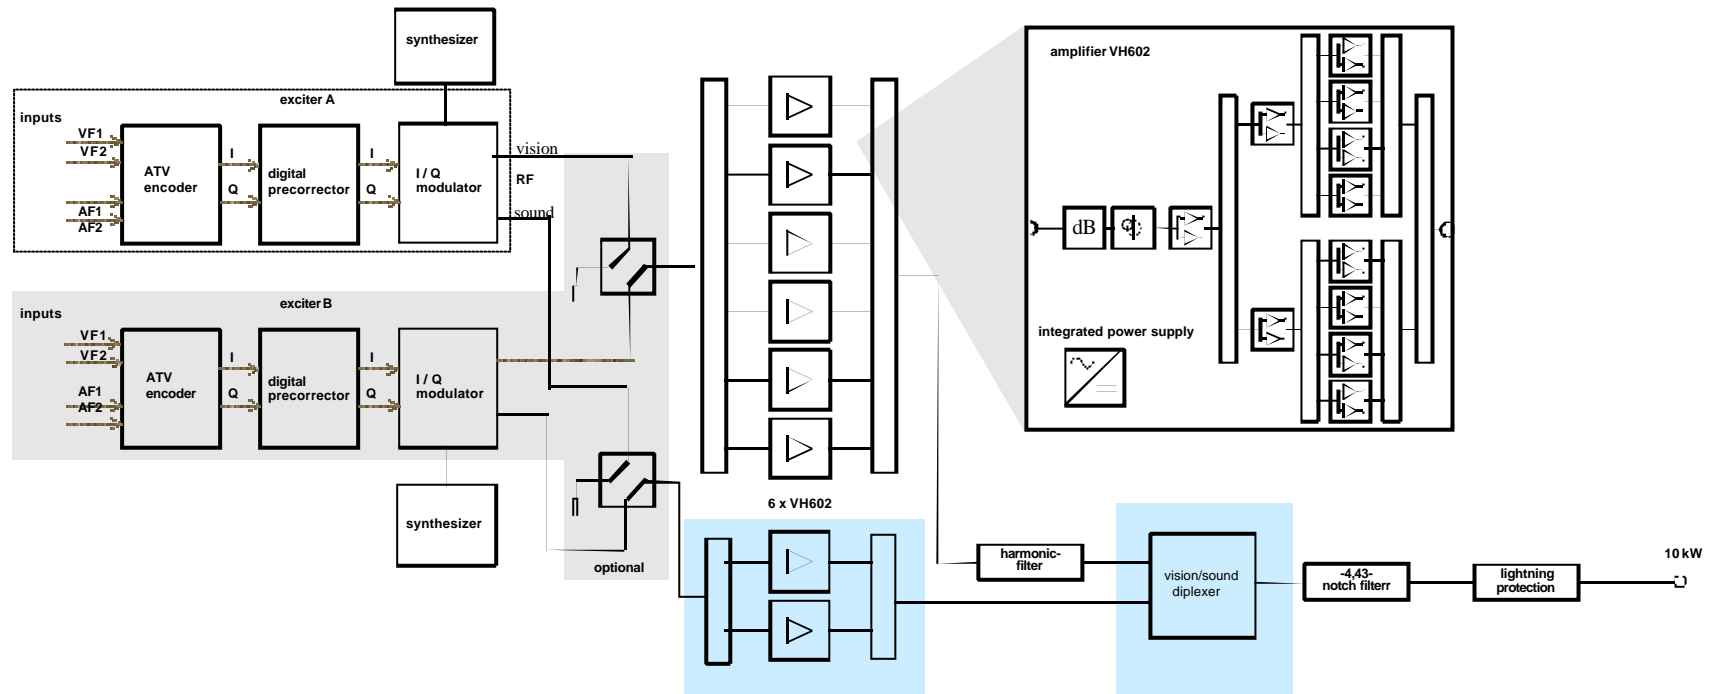 synthesizer
exciter A
inputs
VF1
VF2
AF1
AF2
ATV
encoder
I
Q
digital
precorrector
I
Q
I / Q
modulator
vision
RF
sound
exciter B
inputs
VF1
VF2
AF1
AF2
ATV
encoder
I
Q
digital
precorrector
I
Q
I / Q
modulator
synthesizer
optional
6 x VH602
amplifier VH602
dB
integrated power supply
harmonic-
filter
vision/sound
diplexer
-4,43-
notch filterr
lightning
protection
10 kW